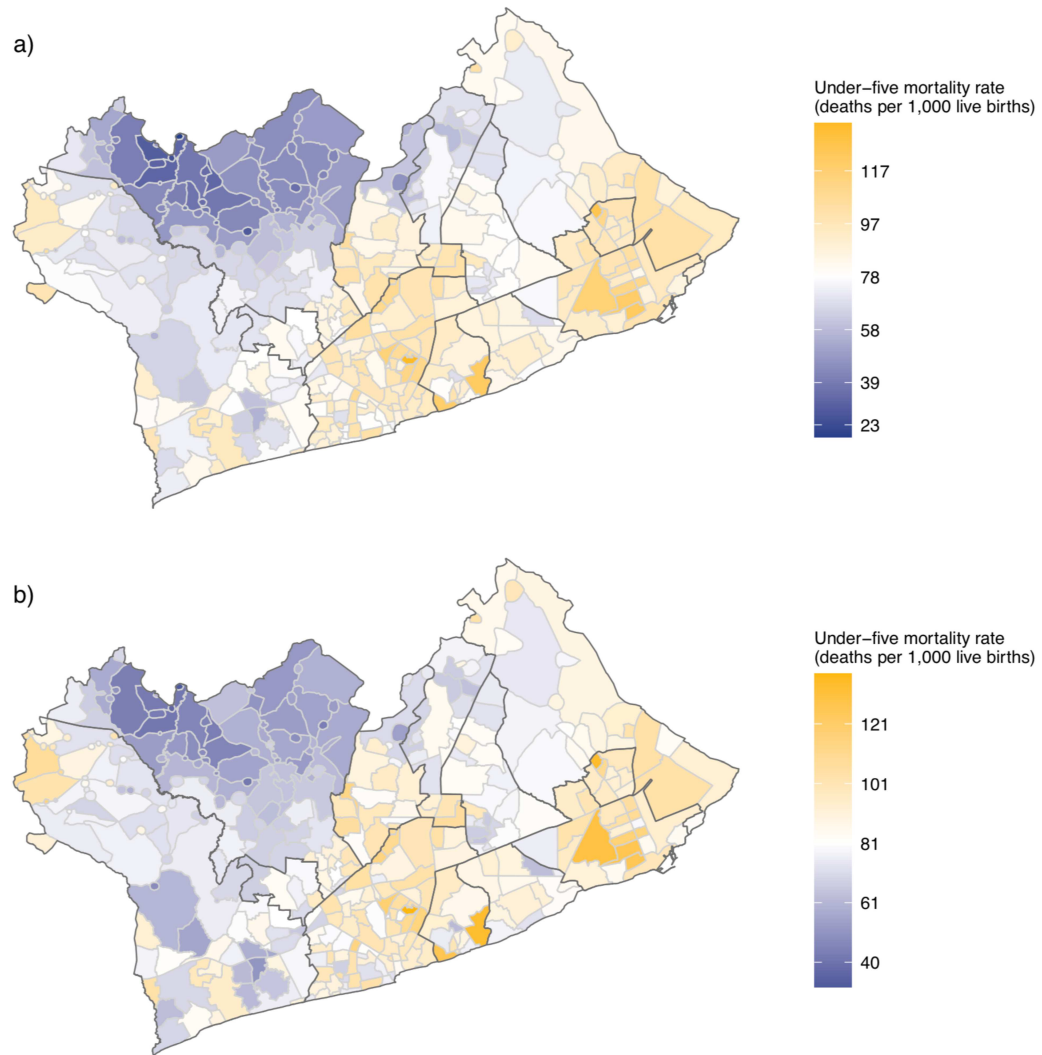 a)
Under–five mortality rate
(deaths per 1,000 live births)
117
97
78
58
39
23
b)
Under–five mortality rate
(deaths per 1,000 live births)
121
101
81
61
40